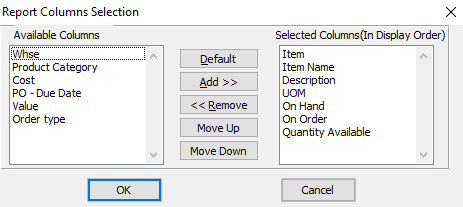 Report Columns Selection
Available Columns
Whse
Product Category
Cost
PO - Due Date
Value
Order type
Default
Add >>
<< Remove
Move Up
Move Down
Selected Columns(In Display Order)
Item
Item Name
Description
UOM
On Hand
On Order
Quantity Available
OK
Cancel